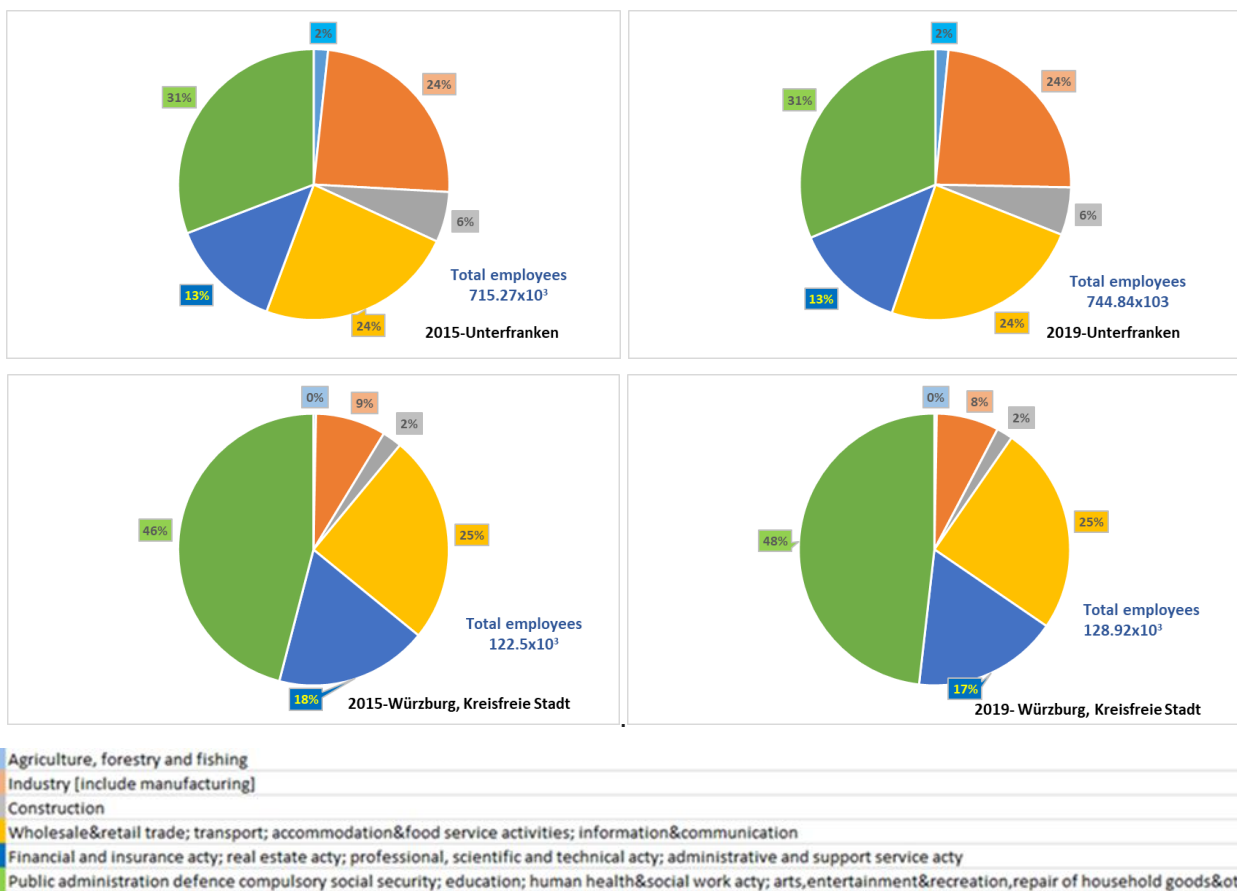 2%
24%
31%
6%
Total employees
715.27x10³
13%
24%
2015-Unterfranken
2%
24%
31%
6%
Total employees
744.84x103
13%
24%
2019-Unterfranken
0%
9%
2%
46%
25%
Total employees
122.5x10³
18%
2015-Würzburg, Kreisfreie Stadt
0%
8%
2%
25%
48%
Total employees
128.92x10³
17%
2019- Würzburg, Kreisfreie Stadt
Agriculture, forestry and fishing
Industry [include manufacturing]
Construction
Wholesale&retail trade; transport; accommodation&food service activities; information&communication
Financial and insurance acty; real estate acty; professional, scientific and technical acty; administrative and support service acty
Public administration defence compulsory social security; education; human health&social work acty; arts,entertainment&recreation,repair of household goods&ot